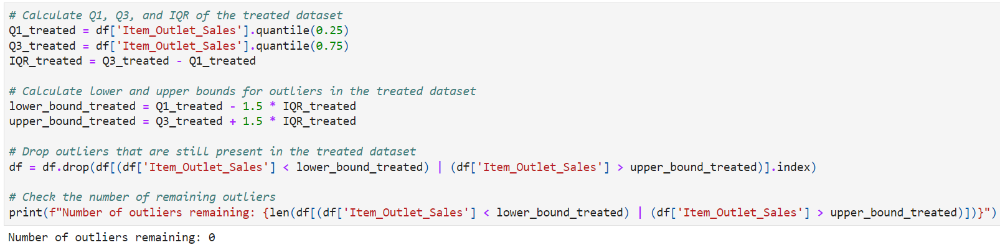 # Calculate Q1, Q3, and IQR of the treated dataset
Q1_treated = df['Item_Outlet_Sales'].quantile(0.25)
Q3_treated = df['Item_Outlet_Sales'].quantile(0.75)
IQR_treated = Q3_treated - Q1_treated

# Calculate lower and upper bounds for outliers in the treated dataset
lower_bound_treated = Q1_treated - 1.5 * IQR_treated
upper_bound_treated = Q3_treated + 1.5 * IQR_treated

# Drop outliers that are still present in the treated dataset
df = df.drop(df[(df['Item_Outlet_Sales'] < lower_bound_treated) | (df['Item_Outlet_Sales'] > upper_bound_treated)].index)

# Check the number of remaining outliers
print(f"Number of outliers remaining: {len(df[(df['Item_Outlet_Sales'] < lower_bound_treated) | (df['Item_Outlet_Sales'] > upper_bound_treated)])}")
Number of outliers remaining: 0